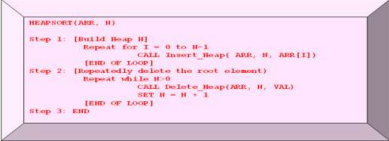 HEAPSORT(ARR, N)
Step 1: [Build Heap H]
Repeat for I = 0 to N-1
CALL Insert_Heap( ARR, N, ARR[I])
[END OF LOOP]
Step 2: (Repeatedly delete the root element)
Repeat while N>0
CALL Delete_Heap(ARR, N, VAL)
SET N = N + 1
[END OF LOOP]
Step 3: END